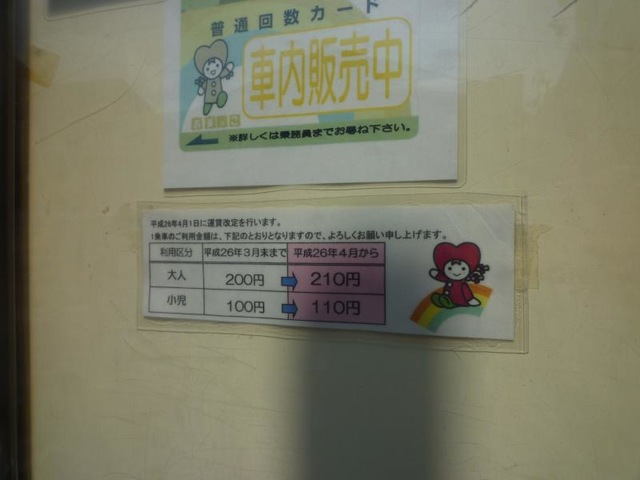 普通回数カード
車内販売中
※詳しくは乗務員までお尋ね下さい。
平成26年4月1日に運賃改定を行います。
1乗車のご利用金額は、下記のとおりとなりますので、よろしくお願い申し上げます。
利用区分 平成26年3月末まで 平成26年4月から
大人 200円 210円
小児 100円 110円